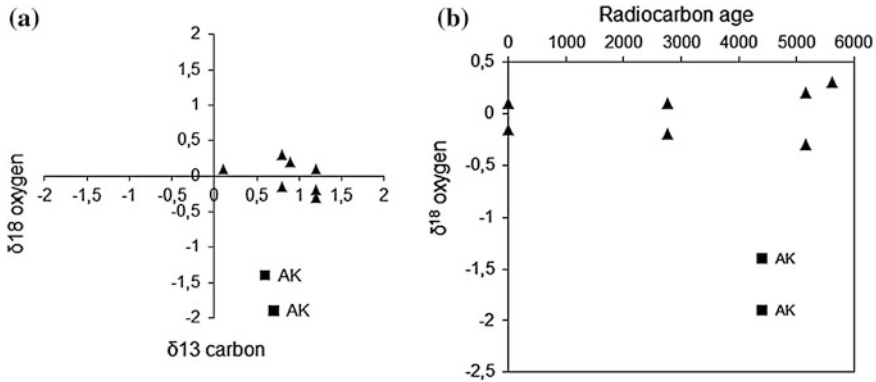 (a)
2
1,5
1
0,5
0
-0,5
-1
-1,5
-2
-2 -1,5 -1 -0,5 0 0,5 1 1,5 2
δ18 oxygen
δ13 carbon
AK
AK
(b)
Radiocarbon age
0 1000 2000 3000 4000 5000 6000
0,5
0
-0,5
-1
-1,5
-2
-2,5
δ¹⁸ oxygen
AK
AK